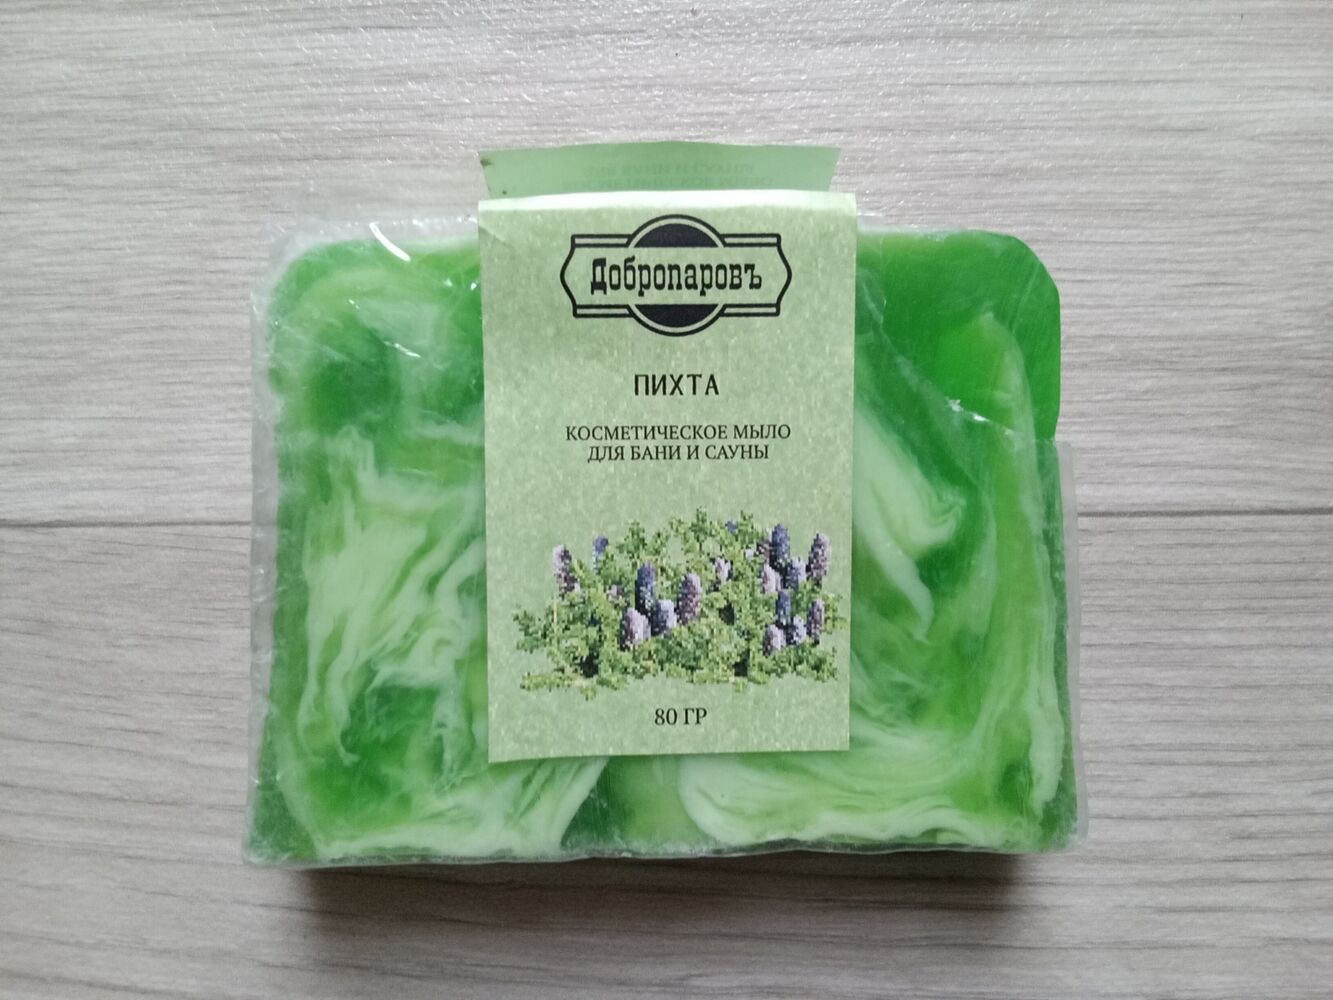 Добропаровъ
ПИХТА
КОСМЕТИЧЕСКОЕ МЫЛО
ДЛЯ БАНИ И САУНЫ
80 ГР